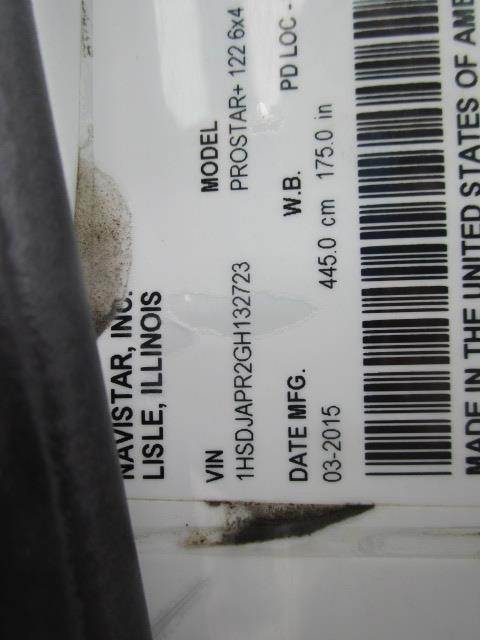 NAVISTAR, INC.
LISLE, ILLINOIS
VIN MODEL
1HSDJAPR2GH132723 PROSTAR+ 122 6x4
DATE MFG. W.B. PD LOC -
03-2015 445.0 cm 175.0 in
MADE IN THE UNITED STATES OF AME